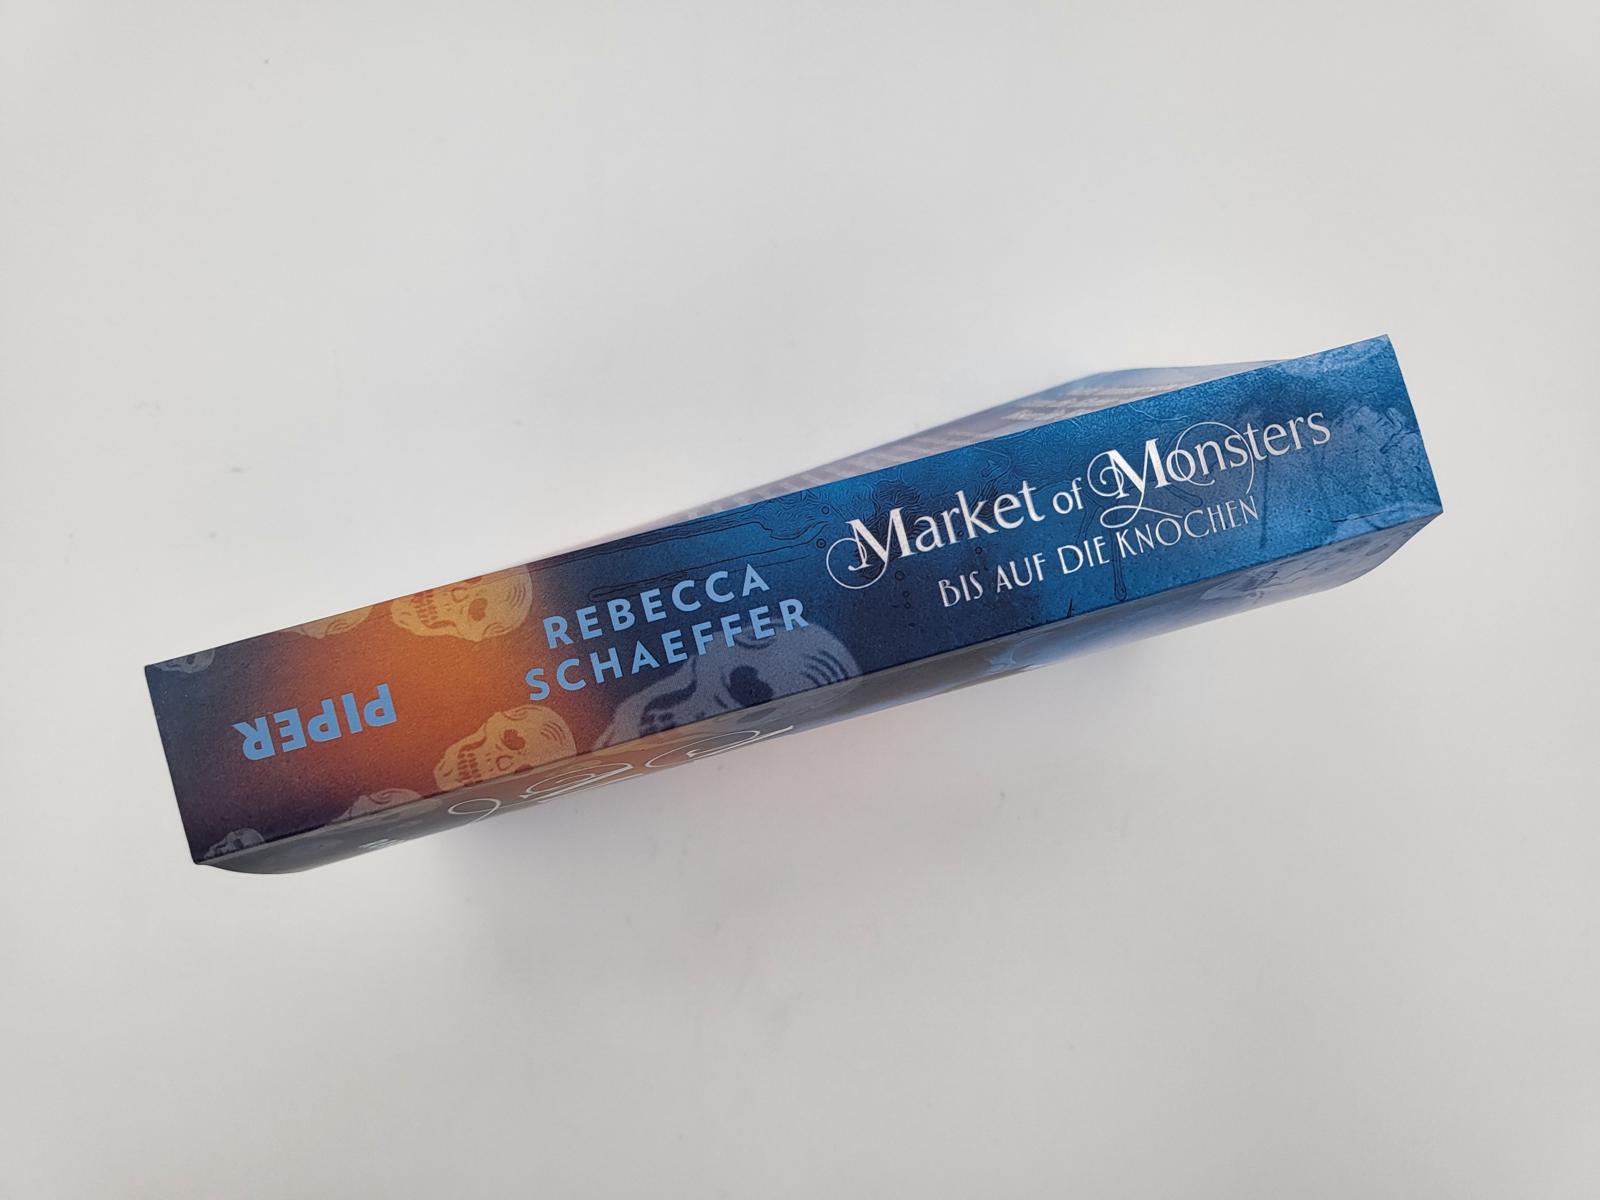 Market of Monsters
BIS AUF DIE KNOCHEN
REBECCA
SCHAEFFER
PIPER